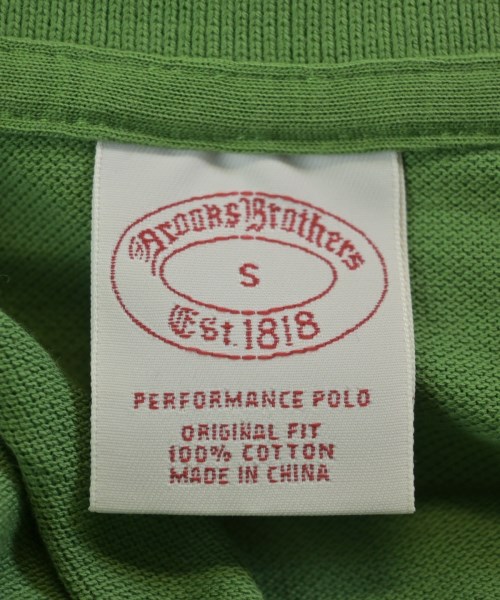 Brooks Brothers
S
Est. 1818
PERFORMANCE POLO
ORIGINAL FIT
100% COTTON
MADE IN CHINA